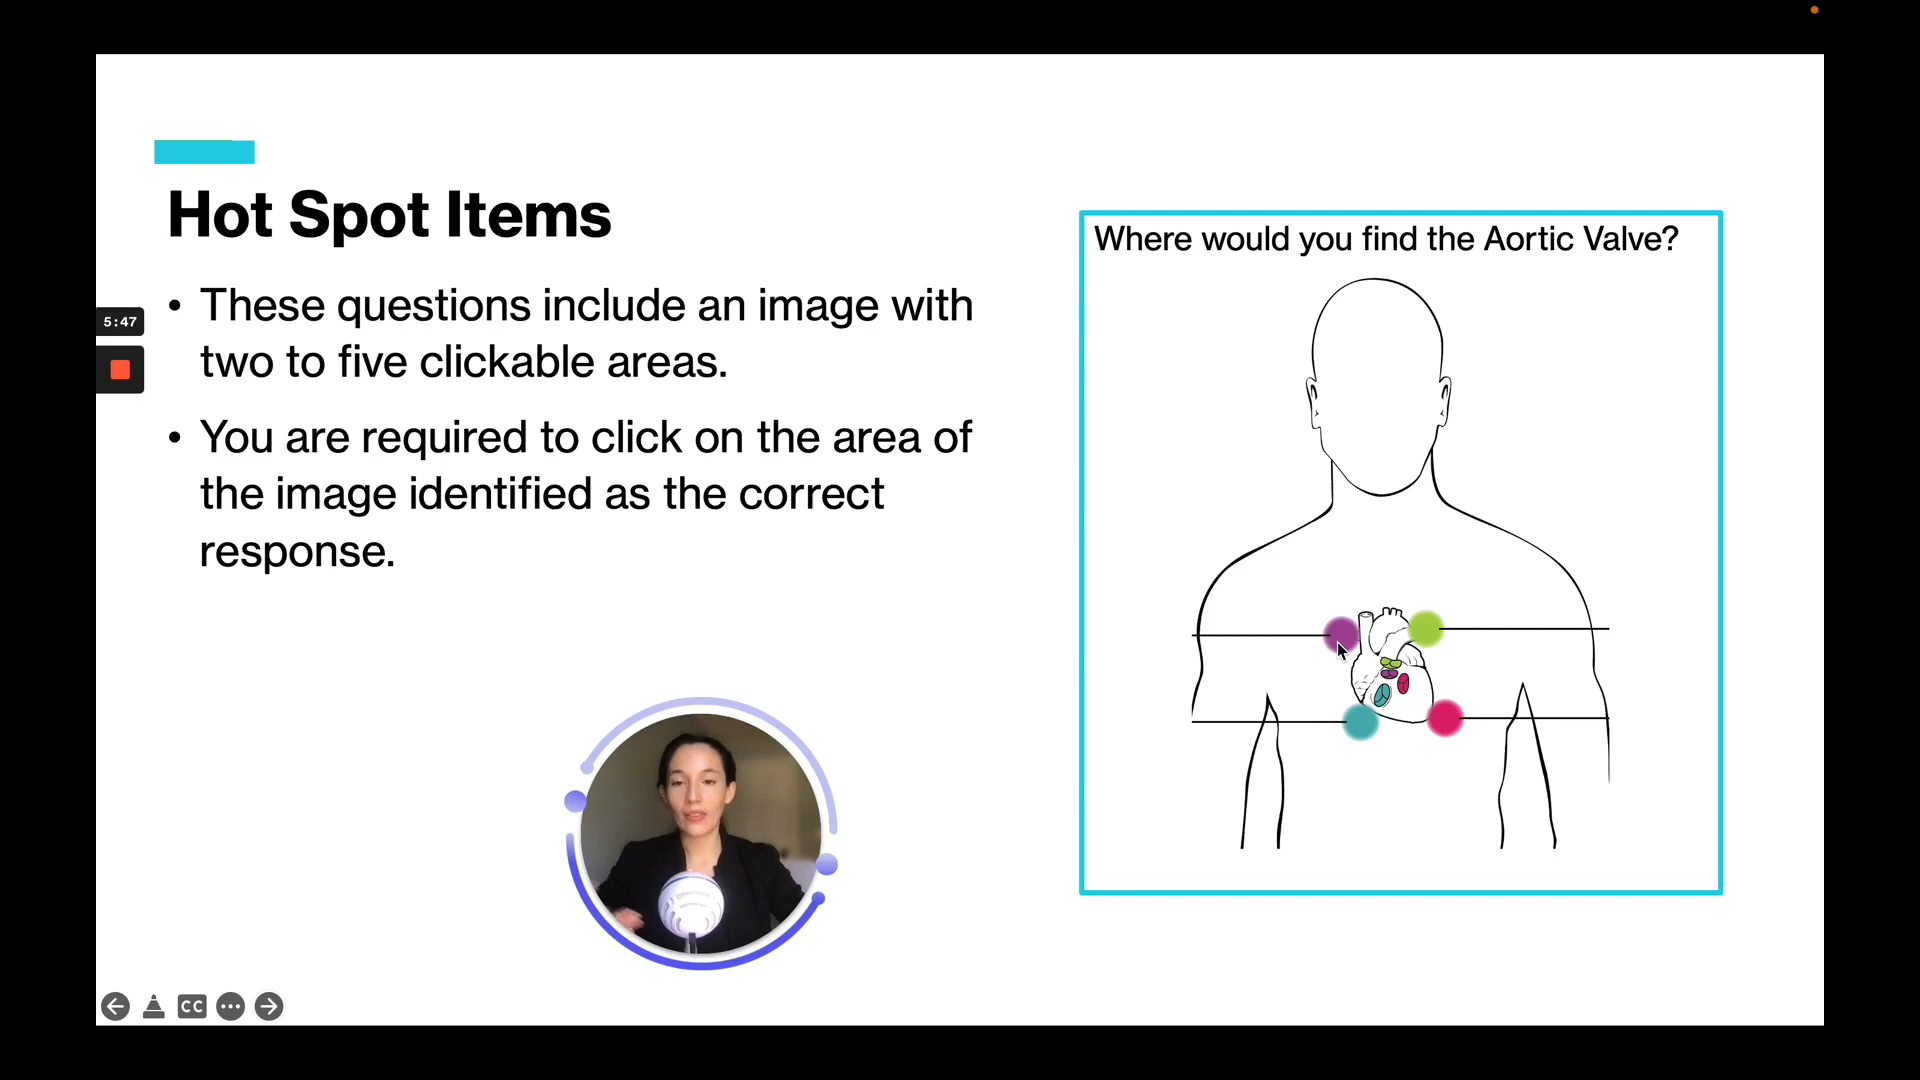 Hot Spot Items
• These questions include an image with
two to five clickable areas.
• You are required to click on the area of
the image identified as the correct
response.
5:47
Where would you find the Aortic Valve?
CC